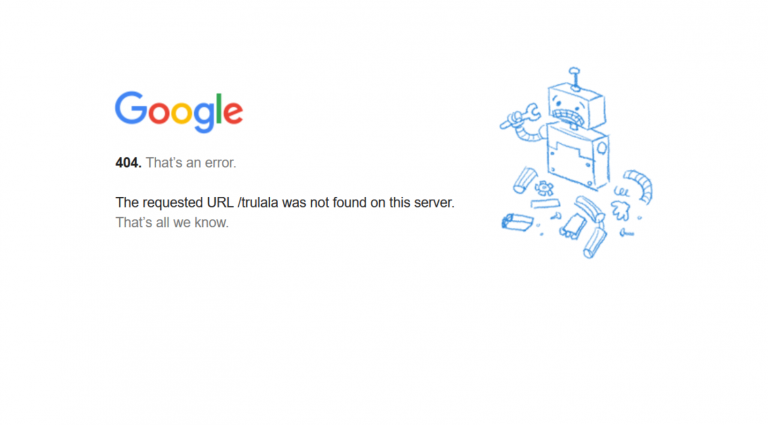 Google
404. That's an error.
The requested URL /trulala was not found on this server.
That's all we know.